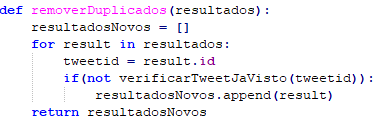 def removerDuplicados(resultados):
    resultadosNovos = []
    for result in resultados:
        tweetid = result.id
        if(not verificarTweetJaVisto(tweetid)):
            resultadosNovos.append(result)
    return resultadosNovos